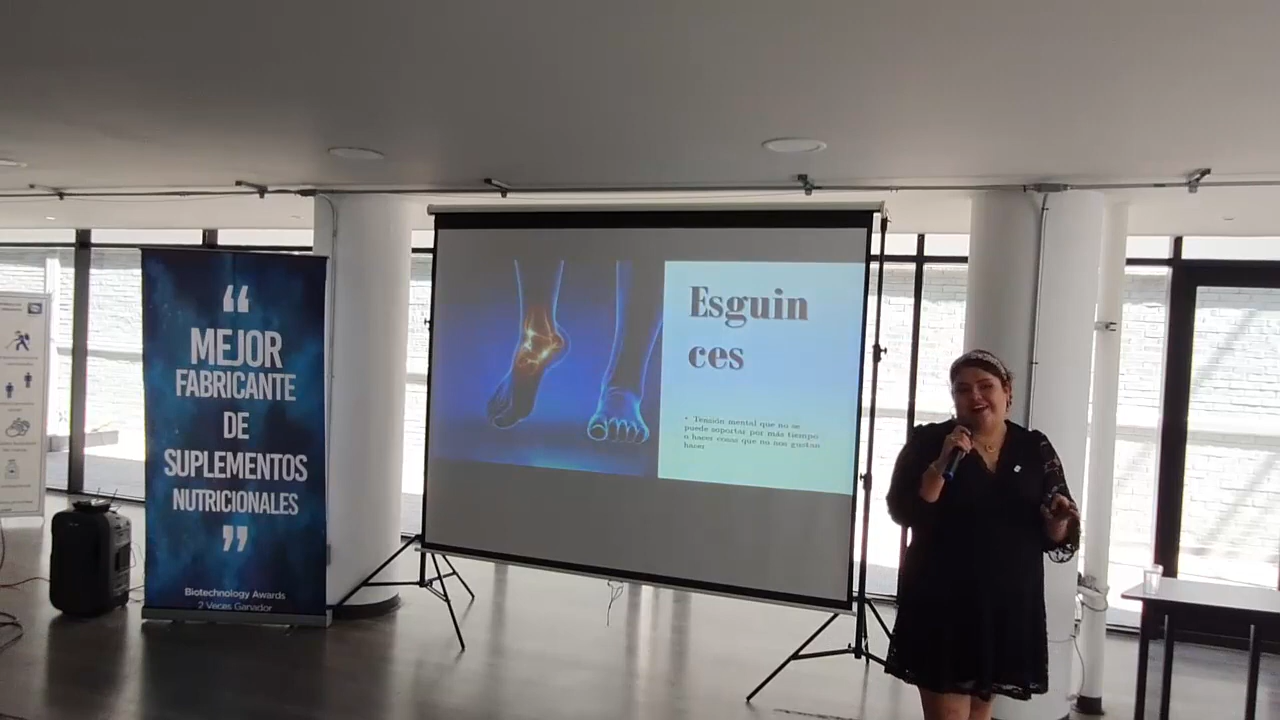 “
MEJOR
FABRICANTE
DE
SUPLEMENTOS
NUTRICIONALES
”
Biotechnology Awards
2 Veces Ganador
Esguin
ces
• Tensión mental que no se
puede soportar por más tiempo
o hacer cosas que no nos gustan
hacer